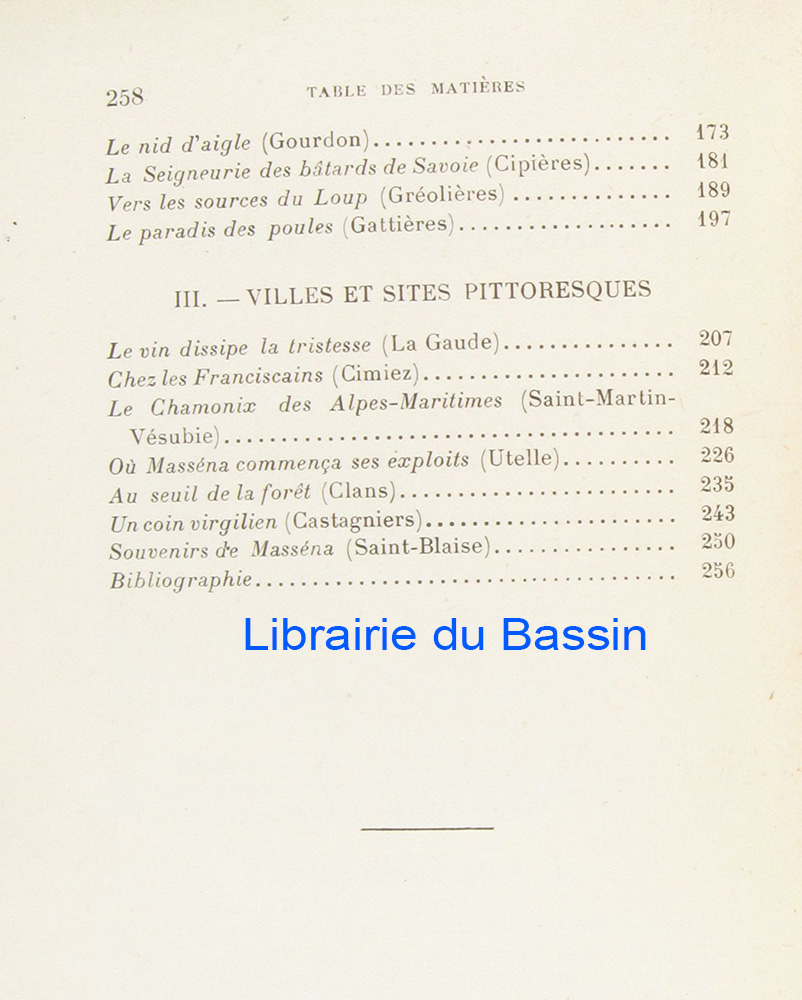 258 TABLE DES MATIÈRES
Le nid d'aigle (Gourdon).......................... 173
La Seigneurie des bâtards de Savoie (Cipières)....... 181
Vers les sources du Loup (Gréolières) .............. 189
Le paradis des poules (Gattières)................... 197
III. — VILLES ET SITES PITTORESQUES
Le vin dissipe la tristesse (La Gaude)............... 207
Chez les Franciscains (Cimiez)...................... 212
Le Chamonix des Alpes-Maritimes (Saint-Martin-
Vésubie)....................................... 218
Où Masséna commença ses exploits (Utelle).......... 226
Au seuil de la forêt (Clans)........................ 235
Un coin virgilien (Castagniers)...................... 243
Souvenirs de Masséna (Saint-Blaise)................ 250
Bibliographie..................................... 256
Librairie du Bassin